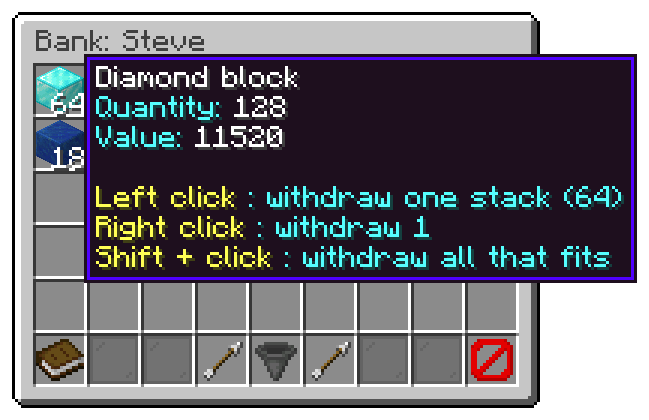 Bank: Steve
64
18
Diamond block
Quantity: 128
Value: 11520
Left click : withdraw one stack (64)
Right click : withdraw 1
Shift + click : withdraw all that fits